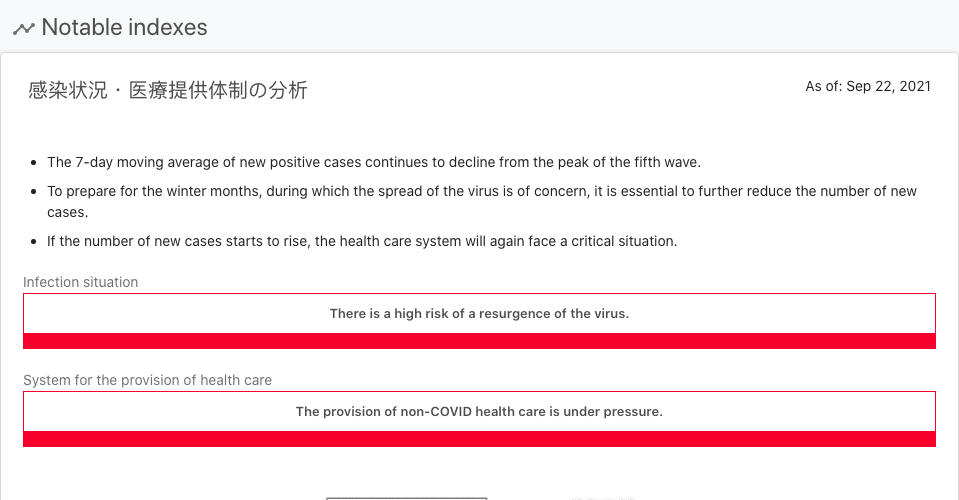 Notable indexes
感染状況・医療提供体制の分析
As of: Sep 22, 2021
The 7-day moving average of new positive cases continues to decline from the peak of the fifth wave.
To prepare for the winter months, during which the spread of the virus is of concern, it is essential to further reduce the number of new
cases.
If the number of new cases starts to rise, the health care system will again face a critical situation.
Infection situation
There is a high risk of a resurgence of the virus.
System for the provision of health care
The provision of non-COVID health care is under pressure.